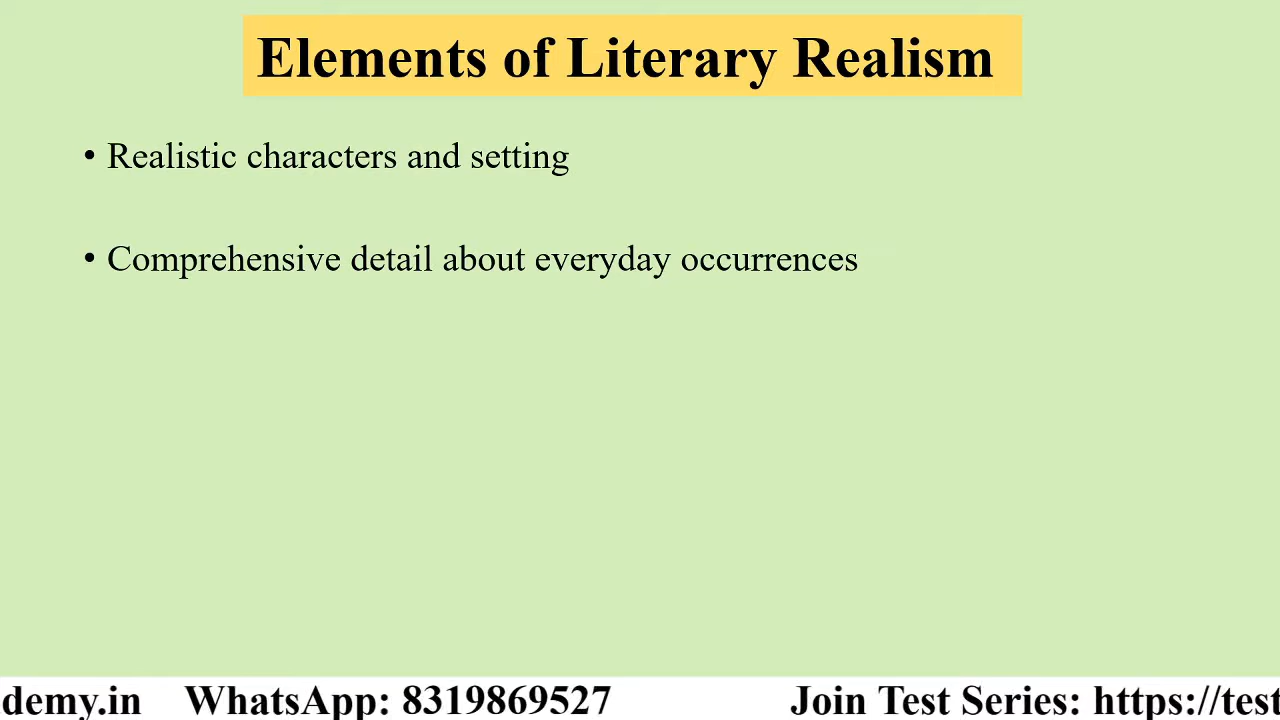 Elements of Literary Realism
• Realistic characters and setting
• Comprehensive detail about everyday occurrences
demy.in WhatsApp: 8319869527 Join Test Series: https://test